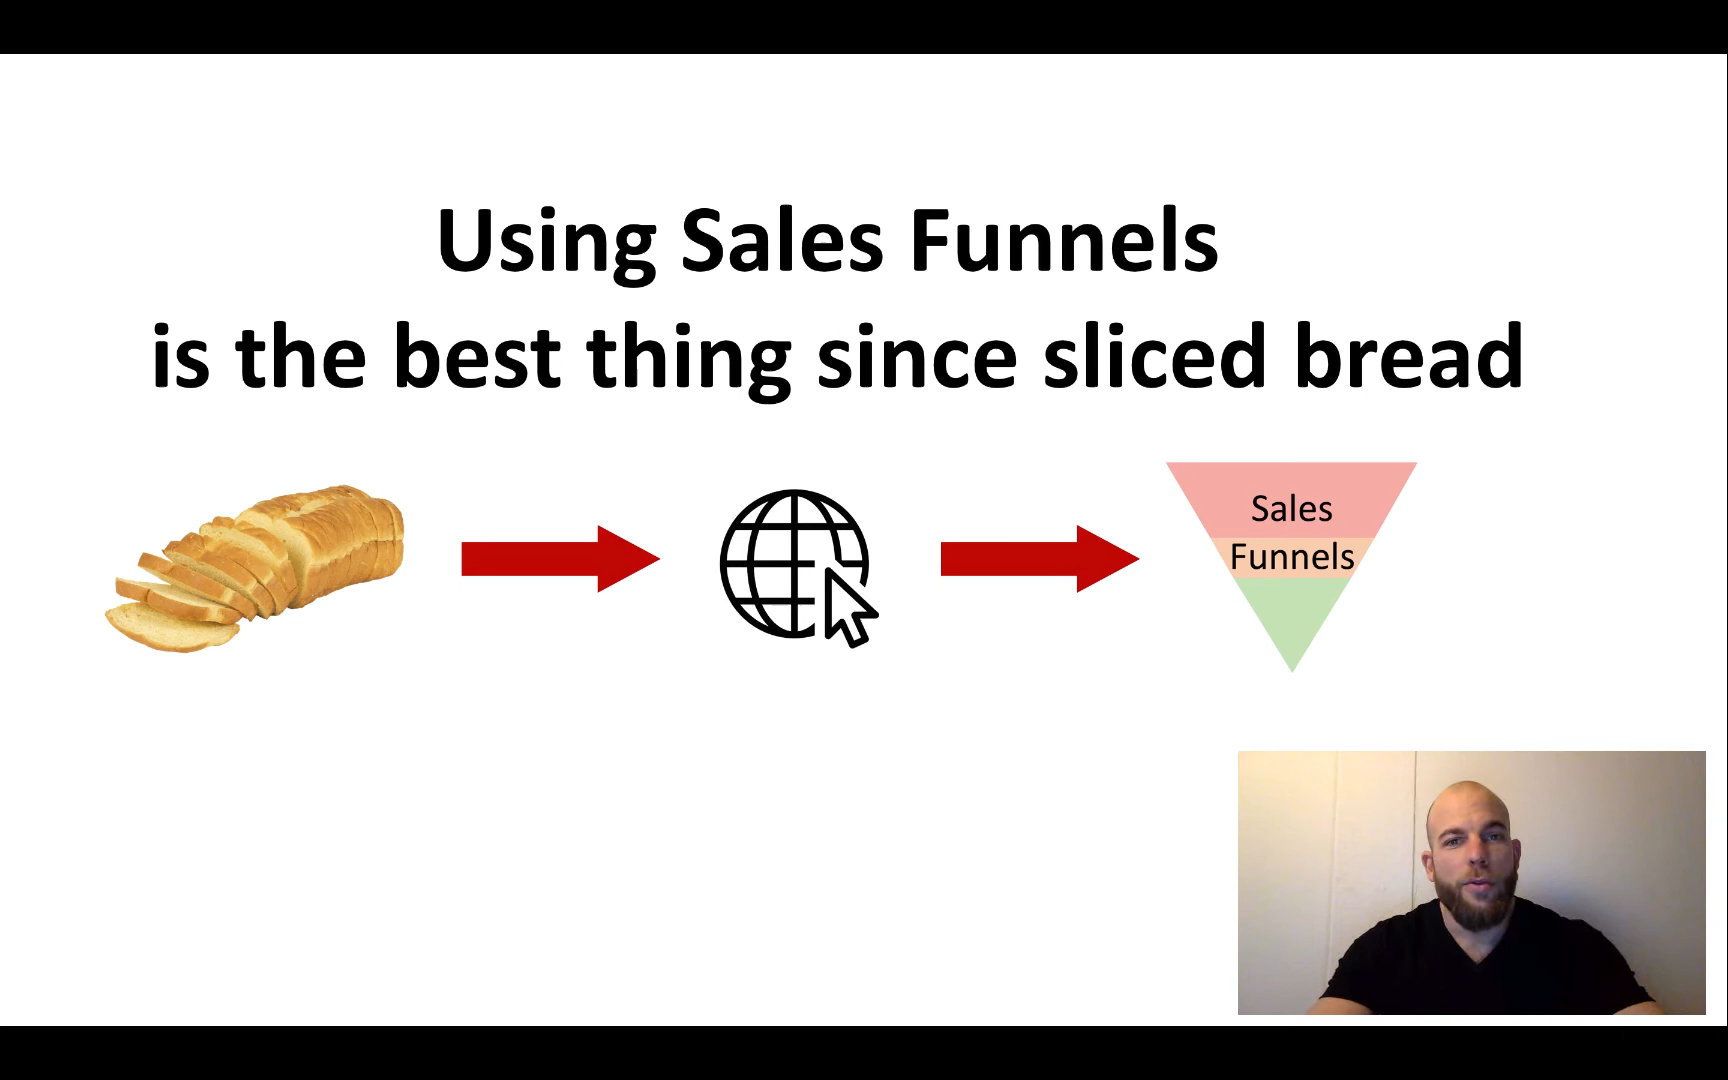 Using Sales Funnels
is the best thing since sliced bread
Sales
Funnels